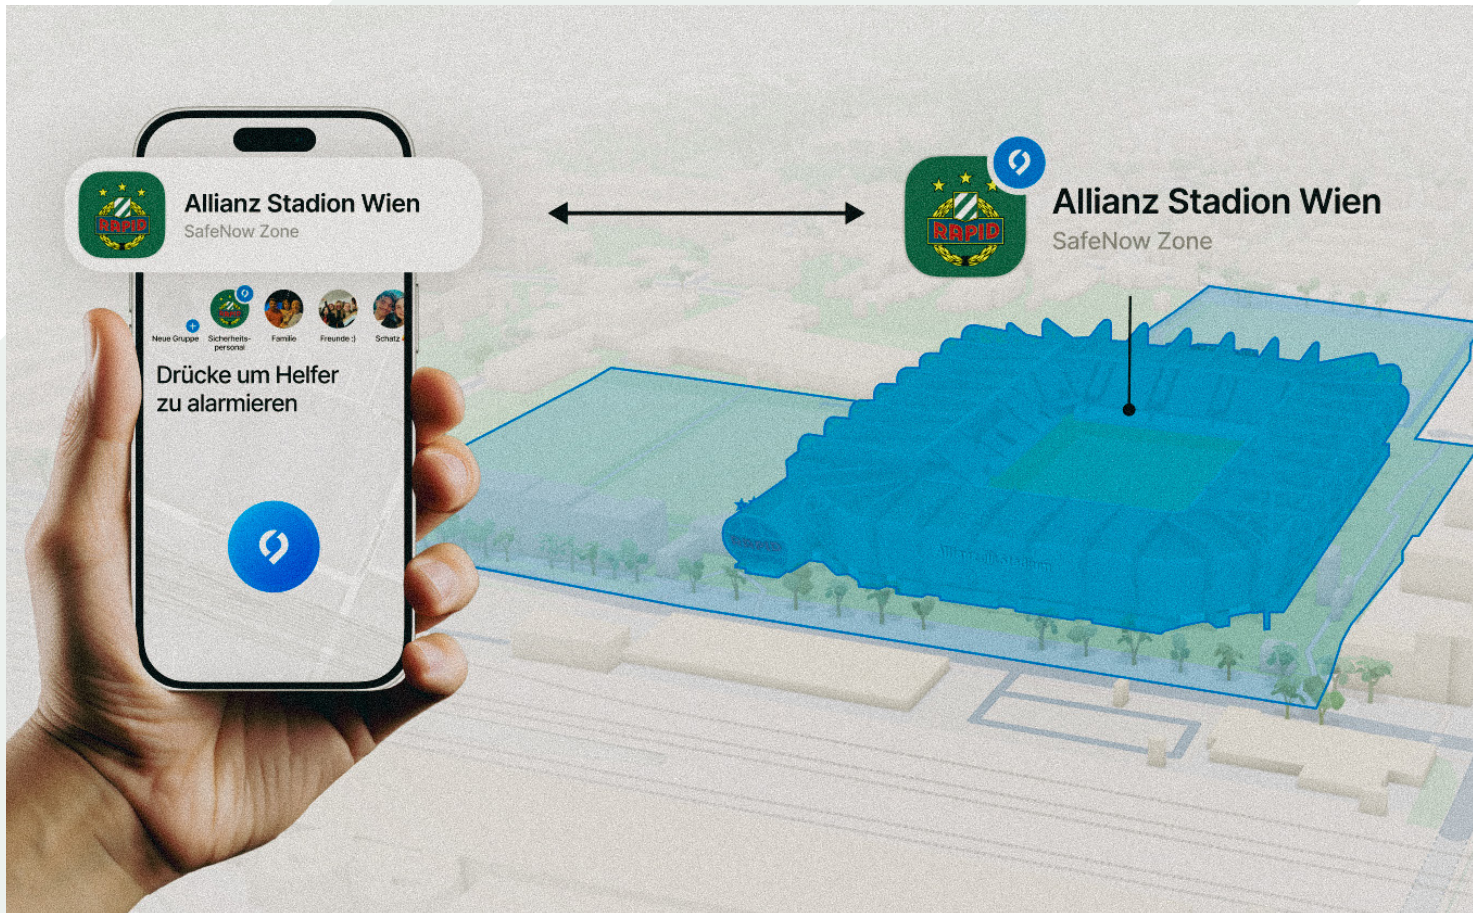 Allianz Stadion Wien
SafeNow Zone
RAPID
Neue Gruppe
Sicherheits-
personal
Familie
Freunde :)
Schatz
Drücke um Helfer
zu alarmieren
RAPID
Allianz Stadion Wien
SafeNow Zone